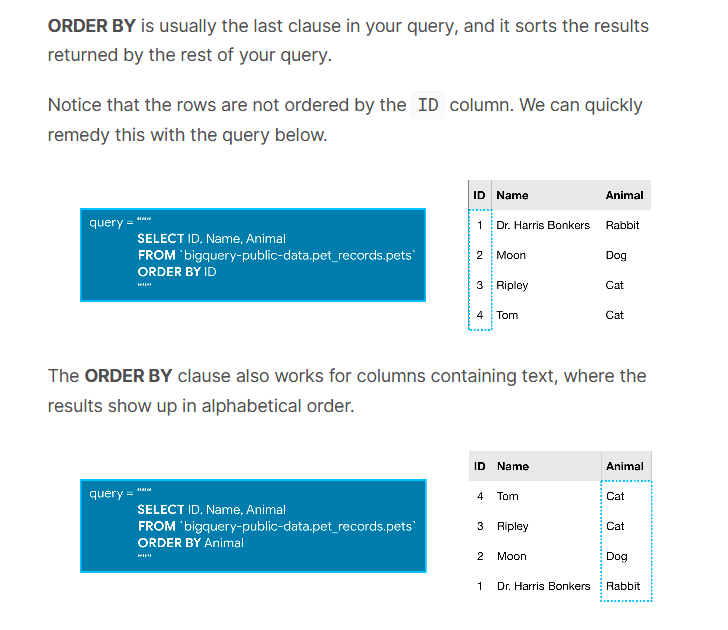 ORDER BY is usually the last clause in your query, and it sorts the results
returned by the rest of your query.
Notice that the rows are not ordered by the ID column. We can quickly
remedy this with the query below.
query = """
SELECT ID, Name, Animal
FROM `bigquery-public-data.pet_records.pets`
ORDER BY ID
"""
ID Name Animal
1 Dr. Harris Bonkers Rabbit
2 Moon Dog
3 Ripley Cat
4 Tom Cat
The ORDER BY clause also works for columns containing text, where the
results show up in alphabetical order.
query = """
SELECT ID, Name, Animal
FROM `bigquery-public-data.pet_records.pets`
ORDER BY Animal
"""
ID Name Animal
4 Tom Cat
3 Ripley Cat
2 Moon Dog
1 Dr. Harris Bonkers Rabbit